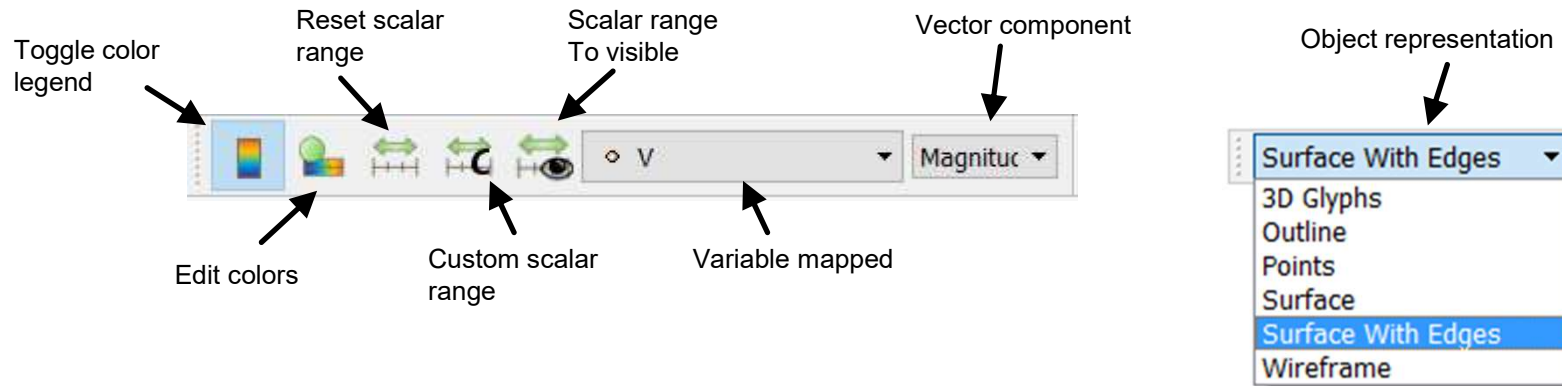 Toggle color
legend
Reset scalar
range
Scalar range
To visible
Vector component
Object representation
V
Magnituc
Edit colors
Custom scalar
range
Variable mapped
Surface With Edges
3D Glyphs
Outline
Points
Surface
Surface With Edges
Wireframe